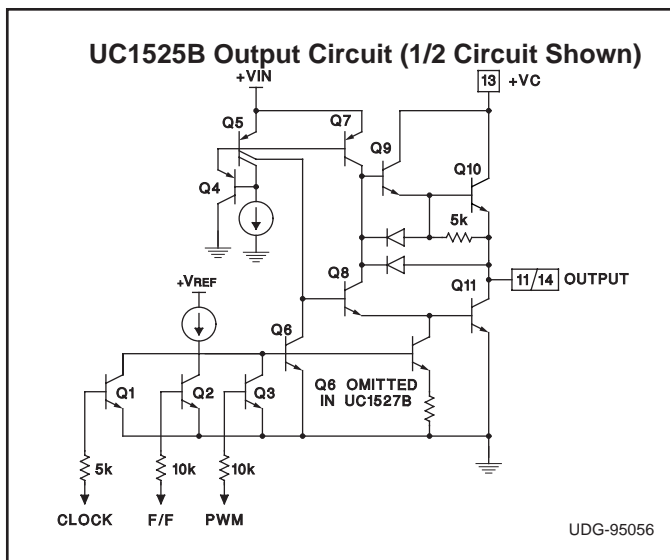 UC1525B Output Circuit (1/2 Circuit Shown)
+VIN
13 +VC
Q5
Q7
Q9
Q10
Q4
5k
+VREF
Q8
11/14 OUTPUT
Q11
Q6
Q1
Q2
Q3
Q6 OMITTED
IN UC1527B
5k
10k
10k
CLOCK
F/F
PWM
UDG-95056